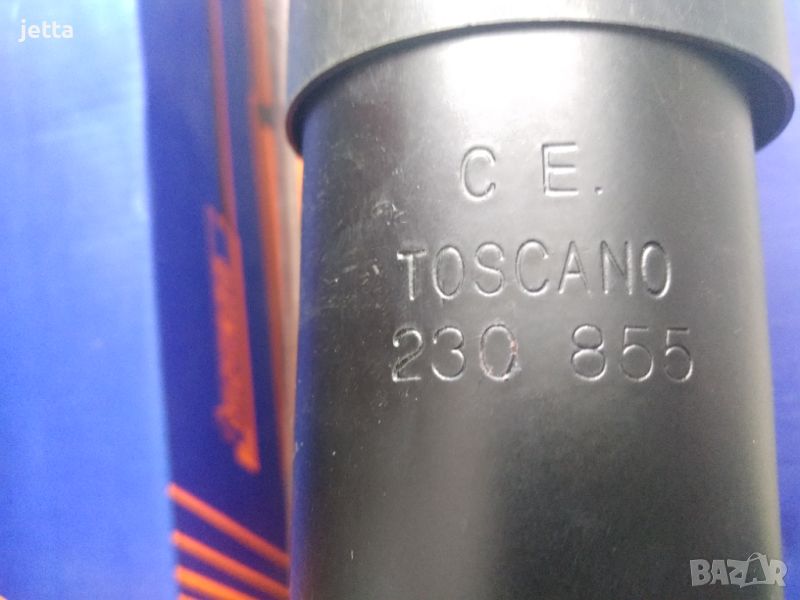 jetta
C E.
TOSCANO
230 855
BAZAR